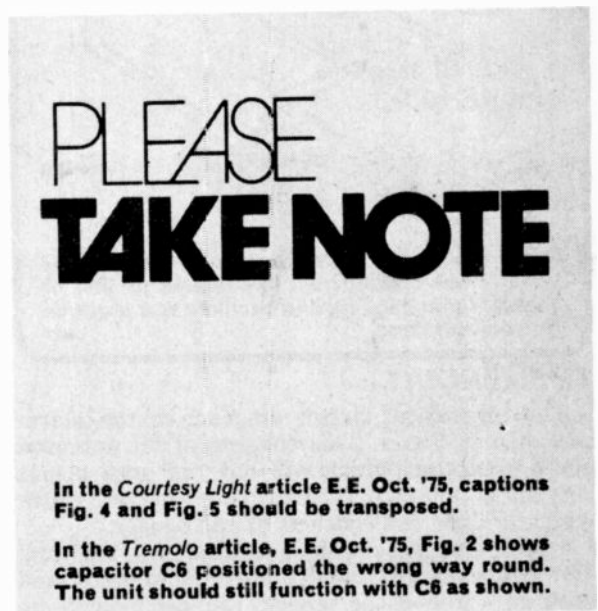 PLEASE
TAKE NOTE
In the Courtesy Light article E.E. Oct. '75, captions
Fig. 4 and Fig. 5 should be transposed.
In the Tremolo article, E.E. Oct. '75, Fig. 2 shows
capacitor C6 positioned the wrong way round.
The unit should still function with C6 as shown.